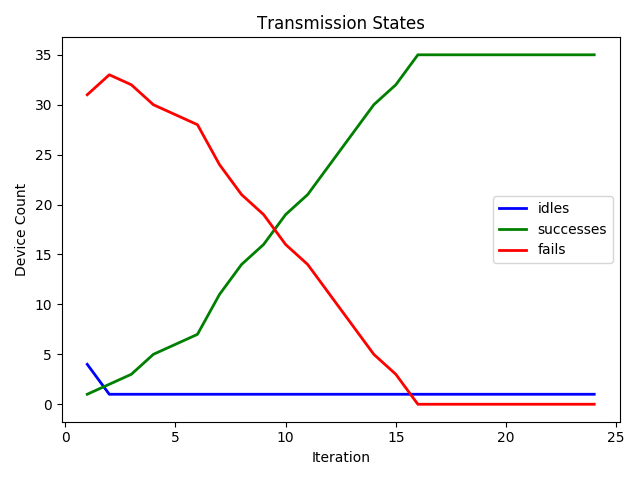 Transmission States
Device Count
35
30
25
20
15
10
5
0
idles
successes
fails
0 5 10 15 20 25
Iteration